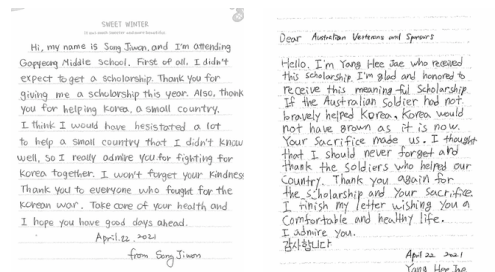 SWEET WINTER
Hi, my name is Song Jiwon, and I'm attending
Gapyeong Middle School. First of all. I didn't
expect to get a scholorship. Thank you for
giving me a scholarship this year. Also, thank
you for helping Korea, a small country.
I think I would have hesistated a lot
to help a small country that I didn't know
well, so I really admire you for fighting for
Korea together. I won't forget your kindness
Thank you to everyone who fought for the
korean war. Take care of your health and
I hope you have good days ahead.
April.22. 2021
from Song Jiwon
Dear Australian Veterans and Sponsors
Hello. I'm Yang Hee Jae who received
this scholarship. I'm glad and honored to
receive this meaningful Scholarship.
If the Australian Soldier had not
bravely helped Korea, Korea would
not have grown as it is now.
Your Sacrifice made us. I thought
that I should never forget and
thank the soldiers who helped our
Country. Thank you again for
the scholarship and Your Sacrifice.
I finish my letter wishing you a
Comfortable and healthy life.
I admire you.
감사합니다
April 22 2021
Yang Hee Jae